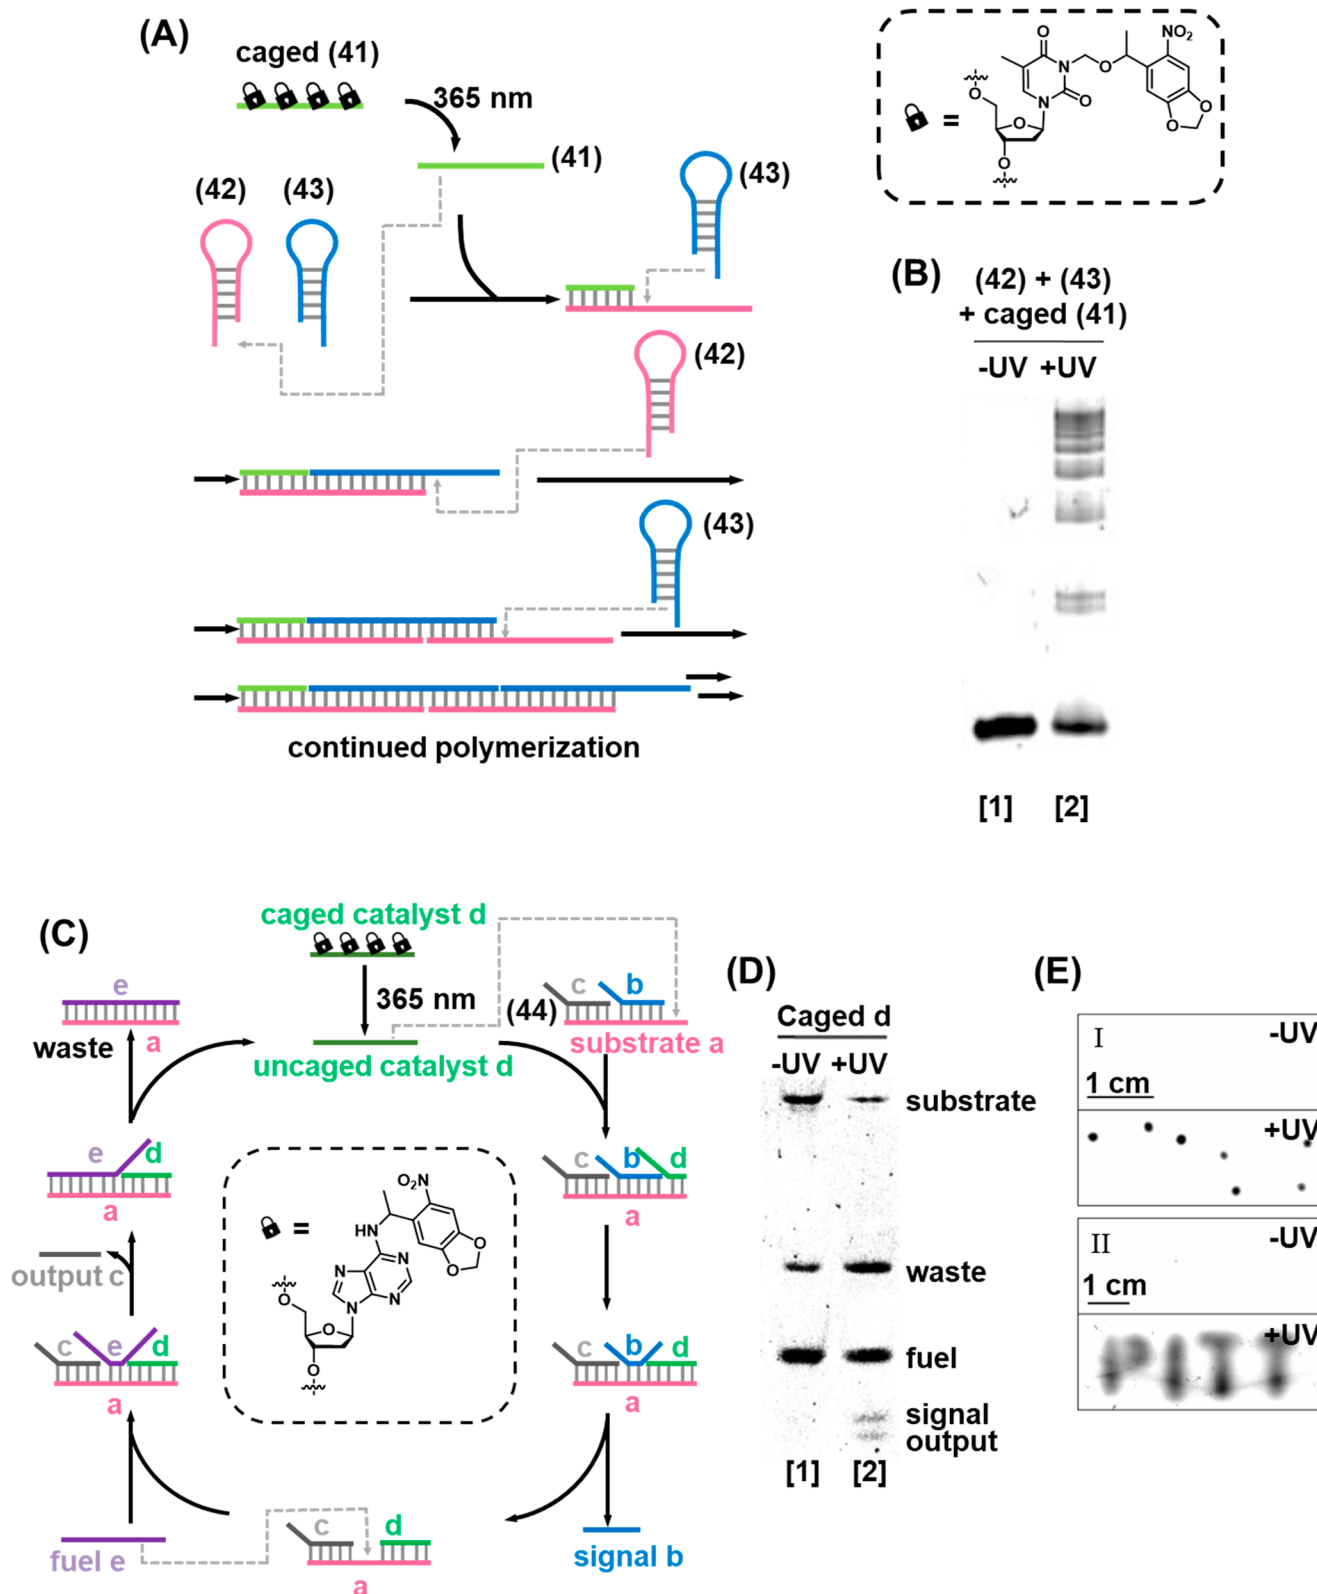 (A)
caged (41)
365 nm
(41)
(42) (43)
(43)
(42)
(43)
continued polymerization
NO₂
O
N
O
N
O
O
O
O
O
O
=
(B)
(42) + (43)
+ caged (41)
-UV +UV
[1] [2]
(C)
caged catalyst d
365 nm
uncaged catalyst d
(44)
c b
substrate a
e
waste a
e d
a
output c
c e d
a
fuel e
c d
a
c b d
a
c b d
a
signal b
O₂N
HN
O
O
N
N
N
N
O
O
O
=
(D)
Caged d
-UV +UV
substrate
waste
fuel
signal
output
[1] [2]
(E)
I -UV
1 cm
+UV
II -UV
1 cm
+UV
PITT